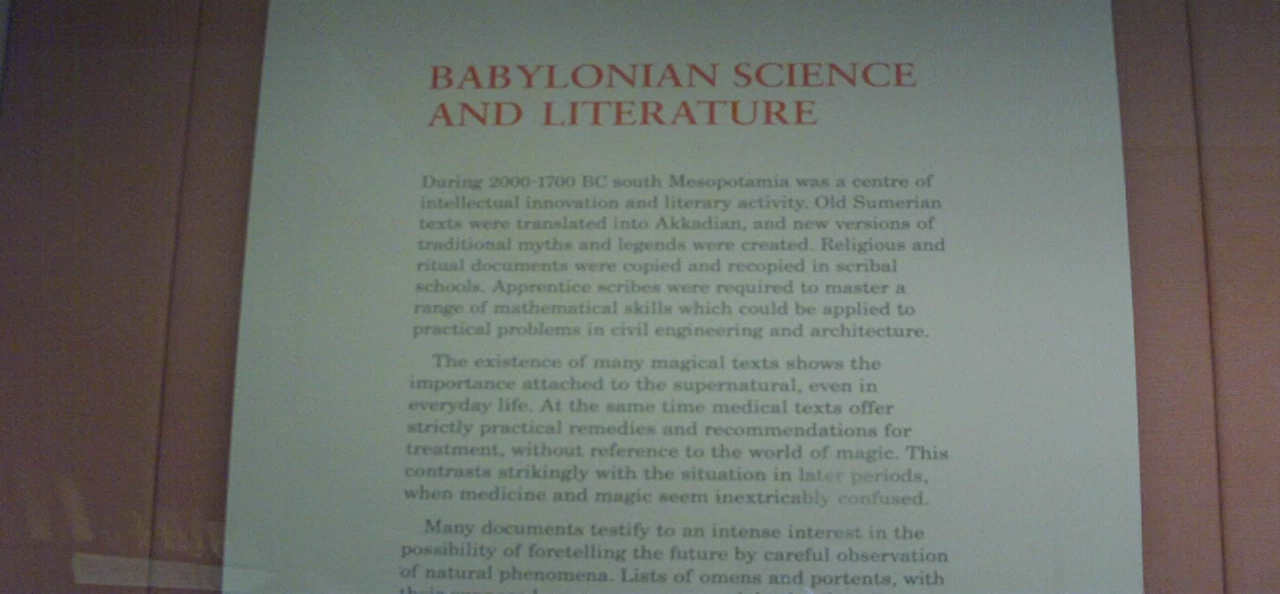 BABYLONIAN SCIENCE
AND LITERATURE
During 2000-1700 BC south Mesopotamia was a centre of
intellectual innovation and literary activity. Old Sumerian
texts were translated into Akkadian, and new versions of
traditional myths and legends were created. Religious and
ritual documents were copied and recopied in scribal
schools. Apprentice scribes were required to master a
range of mathematical skills which could be applied to
practical problems in civil engineering and architecture.
The existence of many magical texts shows the
importance attached to the supernatural, even in
everyday life. At the same time medical texts offer
strictly practical remedies and recommendations for
treatment, without reference to the world of magic. This
contrasts strikingly with the situation in later periods,
when medicine and magic seem inextricably confused.
Many documents testify to an intense interest in the
possibility of foretelling the future by careful observation
of natural phenomena. Lists of omens and portents, with